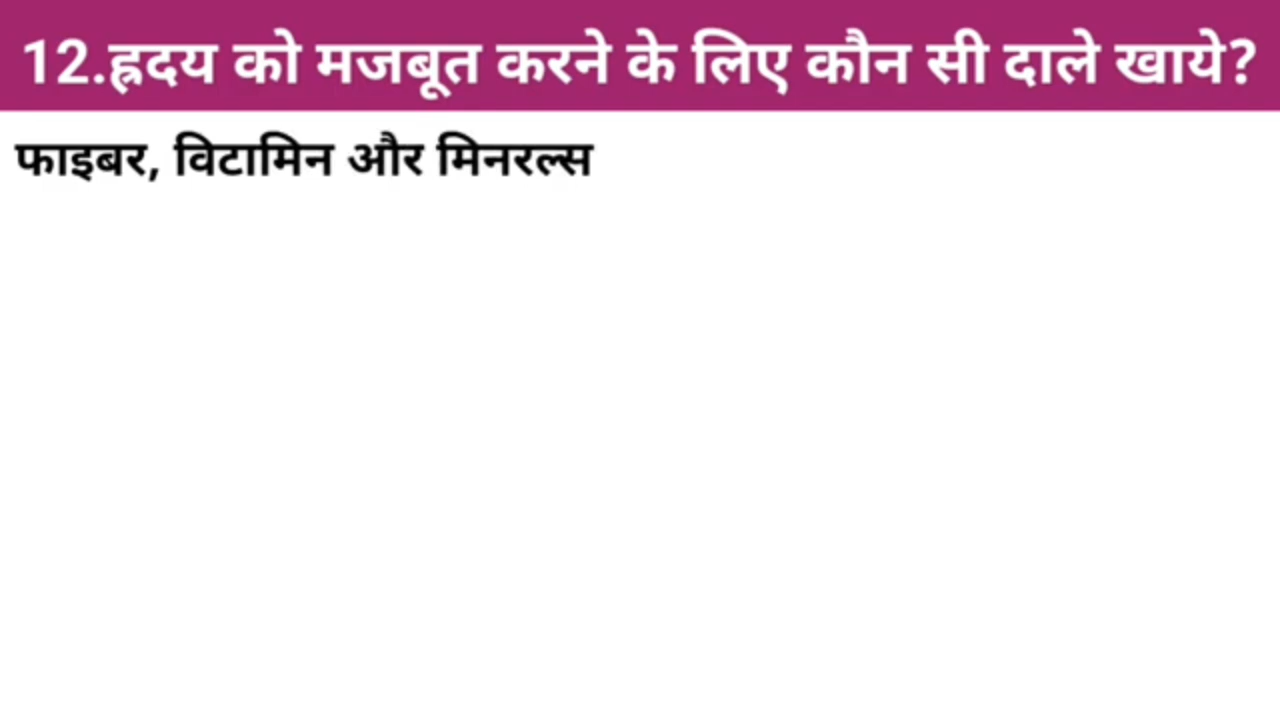 12.ह्रदय को मजबूत करने के लिए कौन सी दाले खाये?
फाइबर, विटामिन और मिनरल्स